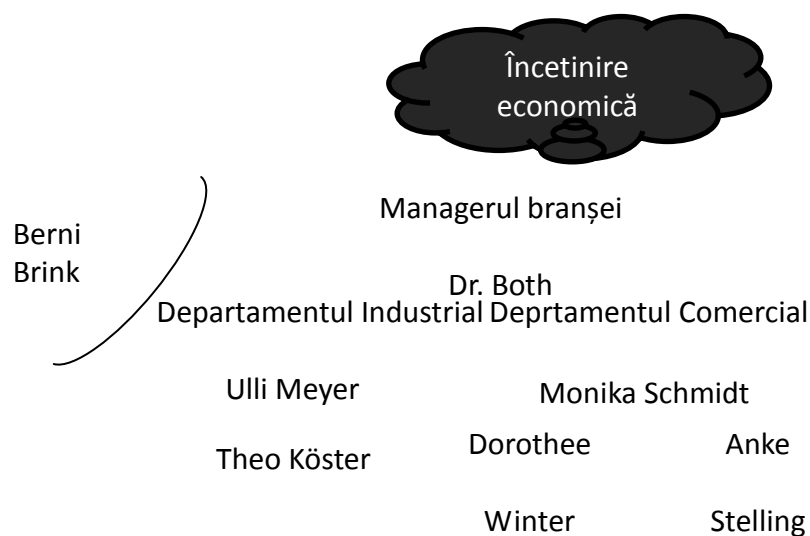 Încetinire
economică
Managerul branșei
Berni
Brink
Dr. Both
Departamentul Industrial Deprtamentul Comercial
Ulli Meyer
Monika Schmidt
Theo Köster
Dorothee
Anke
Winter
Stelling